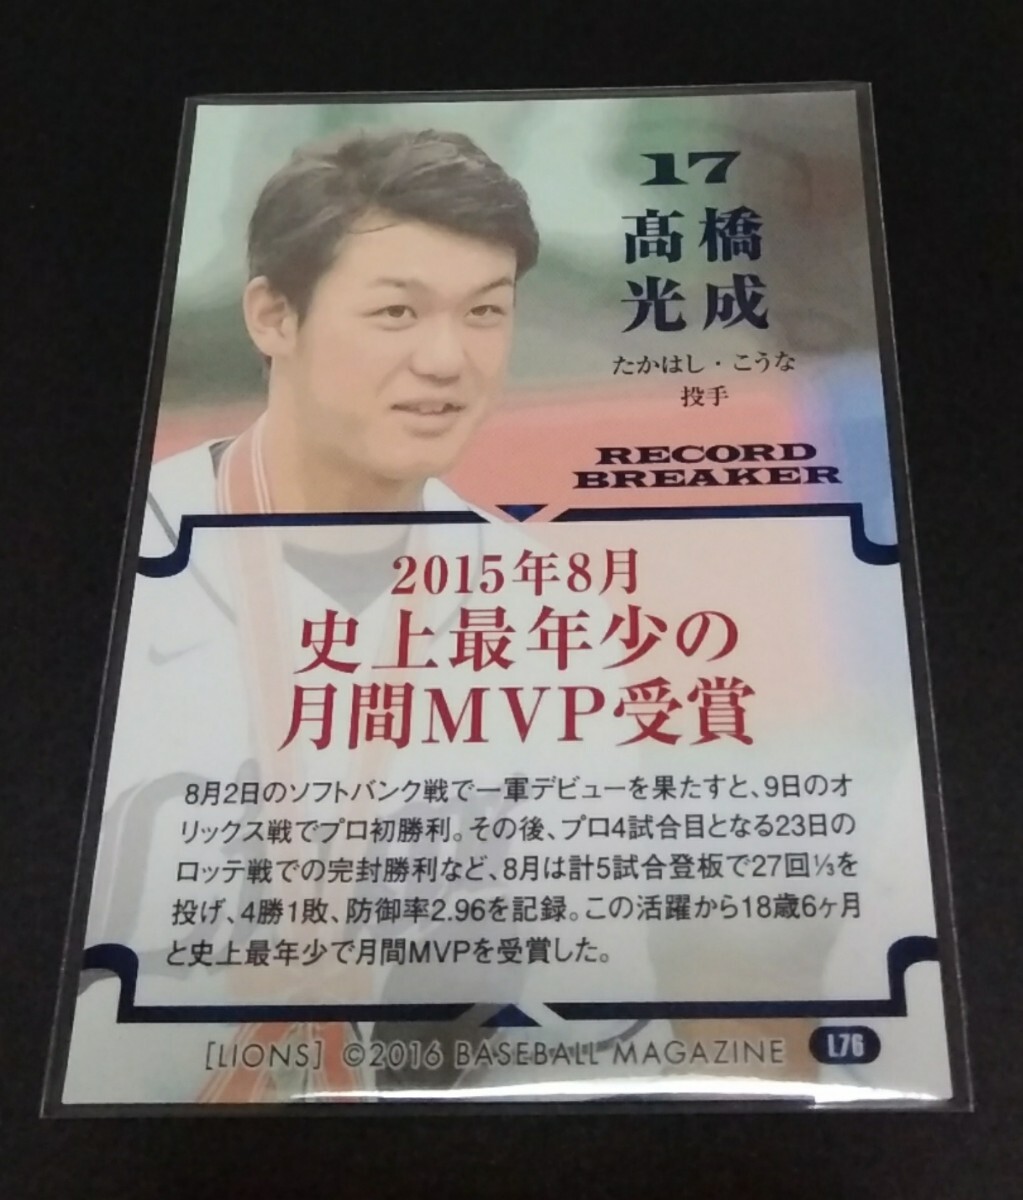 17
髙橋
光成
たかはし・こうな
投手
RECORD
BREAKER
2015年8月
史上最年少の
月間MVP受賞
8月2日のソフトバンク戦で一軍デビューを果たすと、9日のオ
リックス戦でプロ初勝利。その後、プロ4試合目となる23日の
ロッテ戦での完封勝利など、8月は計5試合登板で27回⅓を
投げ、4勝1敗、防御率2.96を記録。この活躍から18歳6ヶ月
と史上最年少で月間MVPを受賞した。
[LIONS] ©2016 BASEBALL MAGAZINE L76